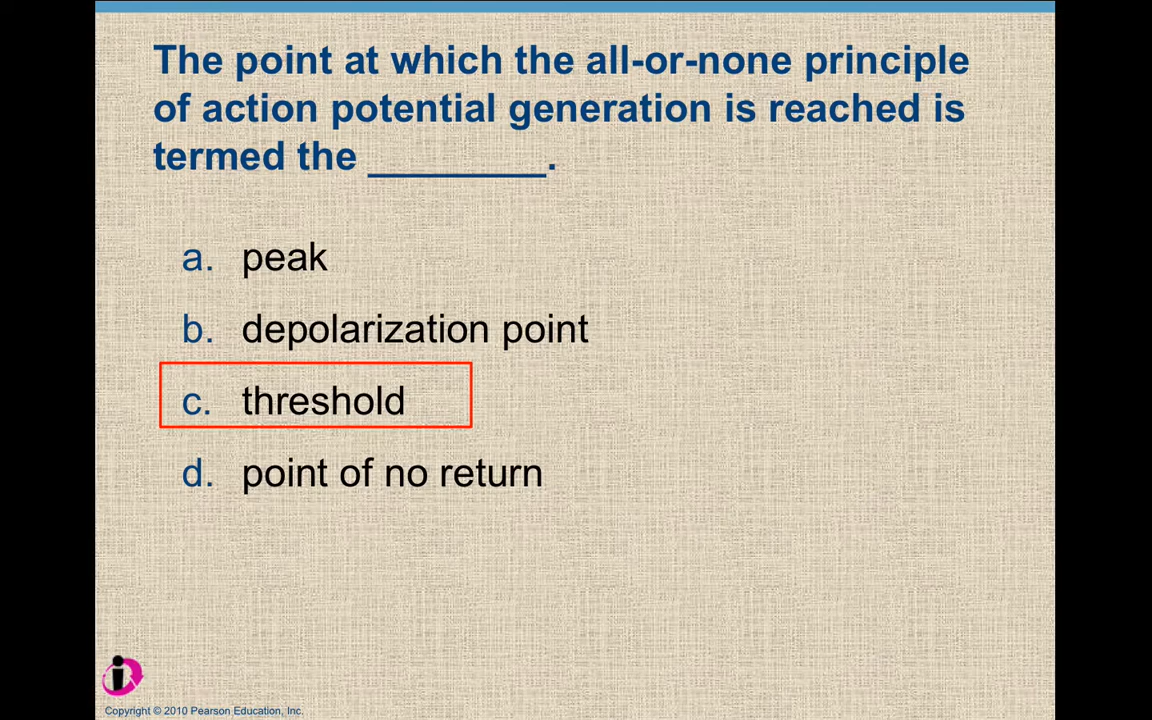 The point at which the all-or-none principle
of action potential generation is reached is
termed the ________.
a. peak
b. depolarization point
c. threshold
d. point of no return
Copyright © 2010 Pearson Education, Inc.